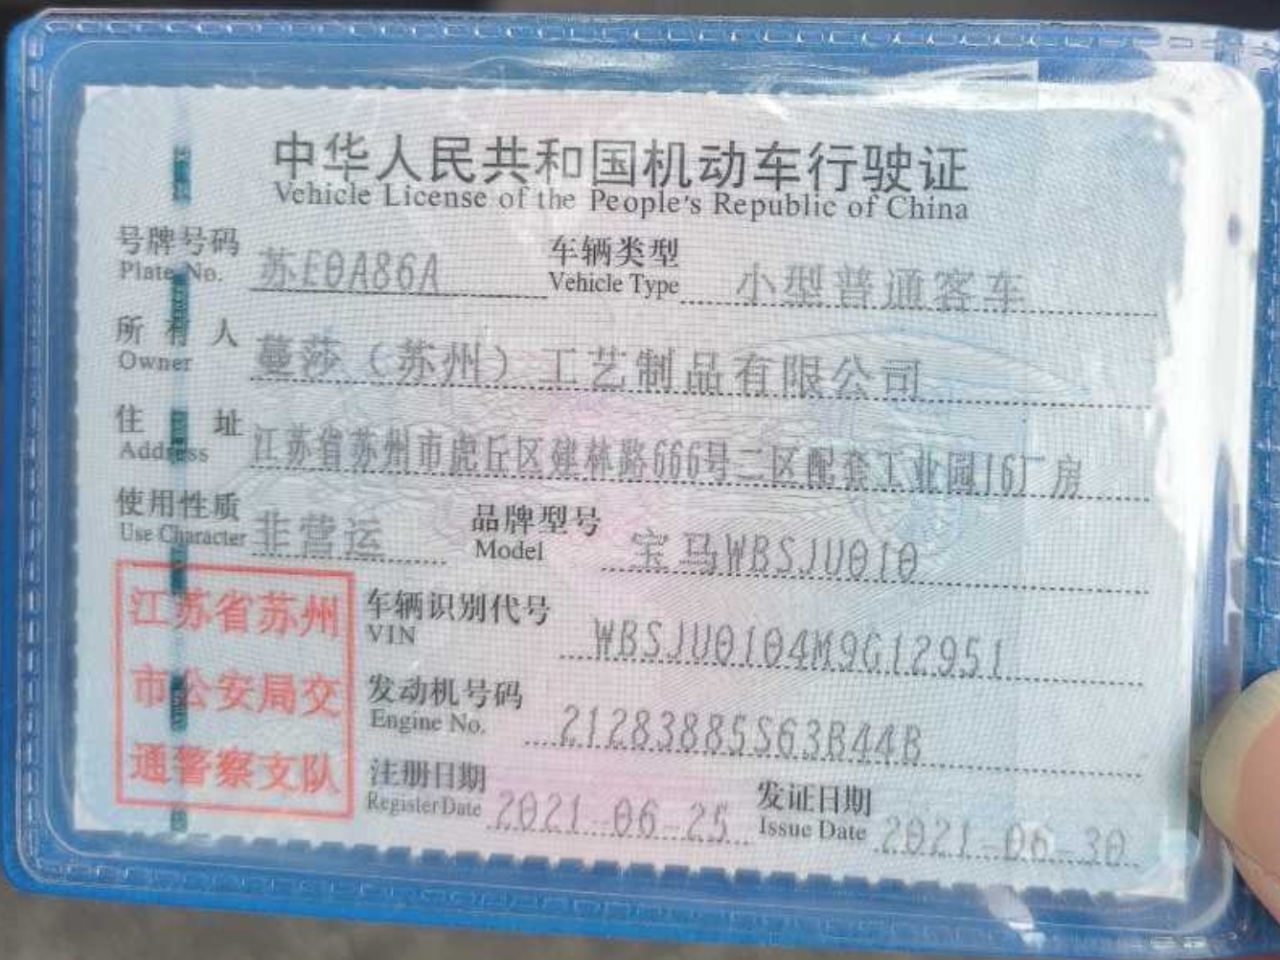 中华人民共和国机动车行驶证
Vehicle License of the People's Republic of China
号牌号码 苏E0A86A 车辆类型 小型普通客车
Plate No. Vehicle Type
所有人 蔓莎（苏州）工艺制品有限公司
Owner
住址 江苏省苏州市虎丘区建林路666号二区配套工业园16厂房
Address
使用性质 非营运 品牌型号 宝马WBSJU010
Use Character Model
江苏省苏州
市公安局交
通警察支队
车辆识别代号 WBSJU0104M9G12951
VIN
发动机号码 21283885S63B44B
Engine No.
注册日期 2021-06-25 发证日期 2021-06-30
Register Date Issue Date